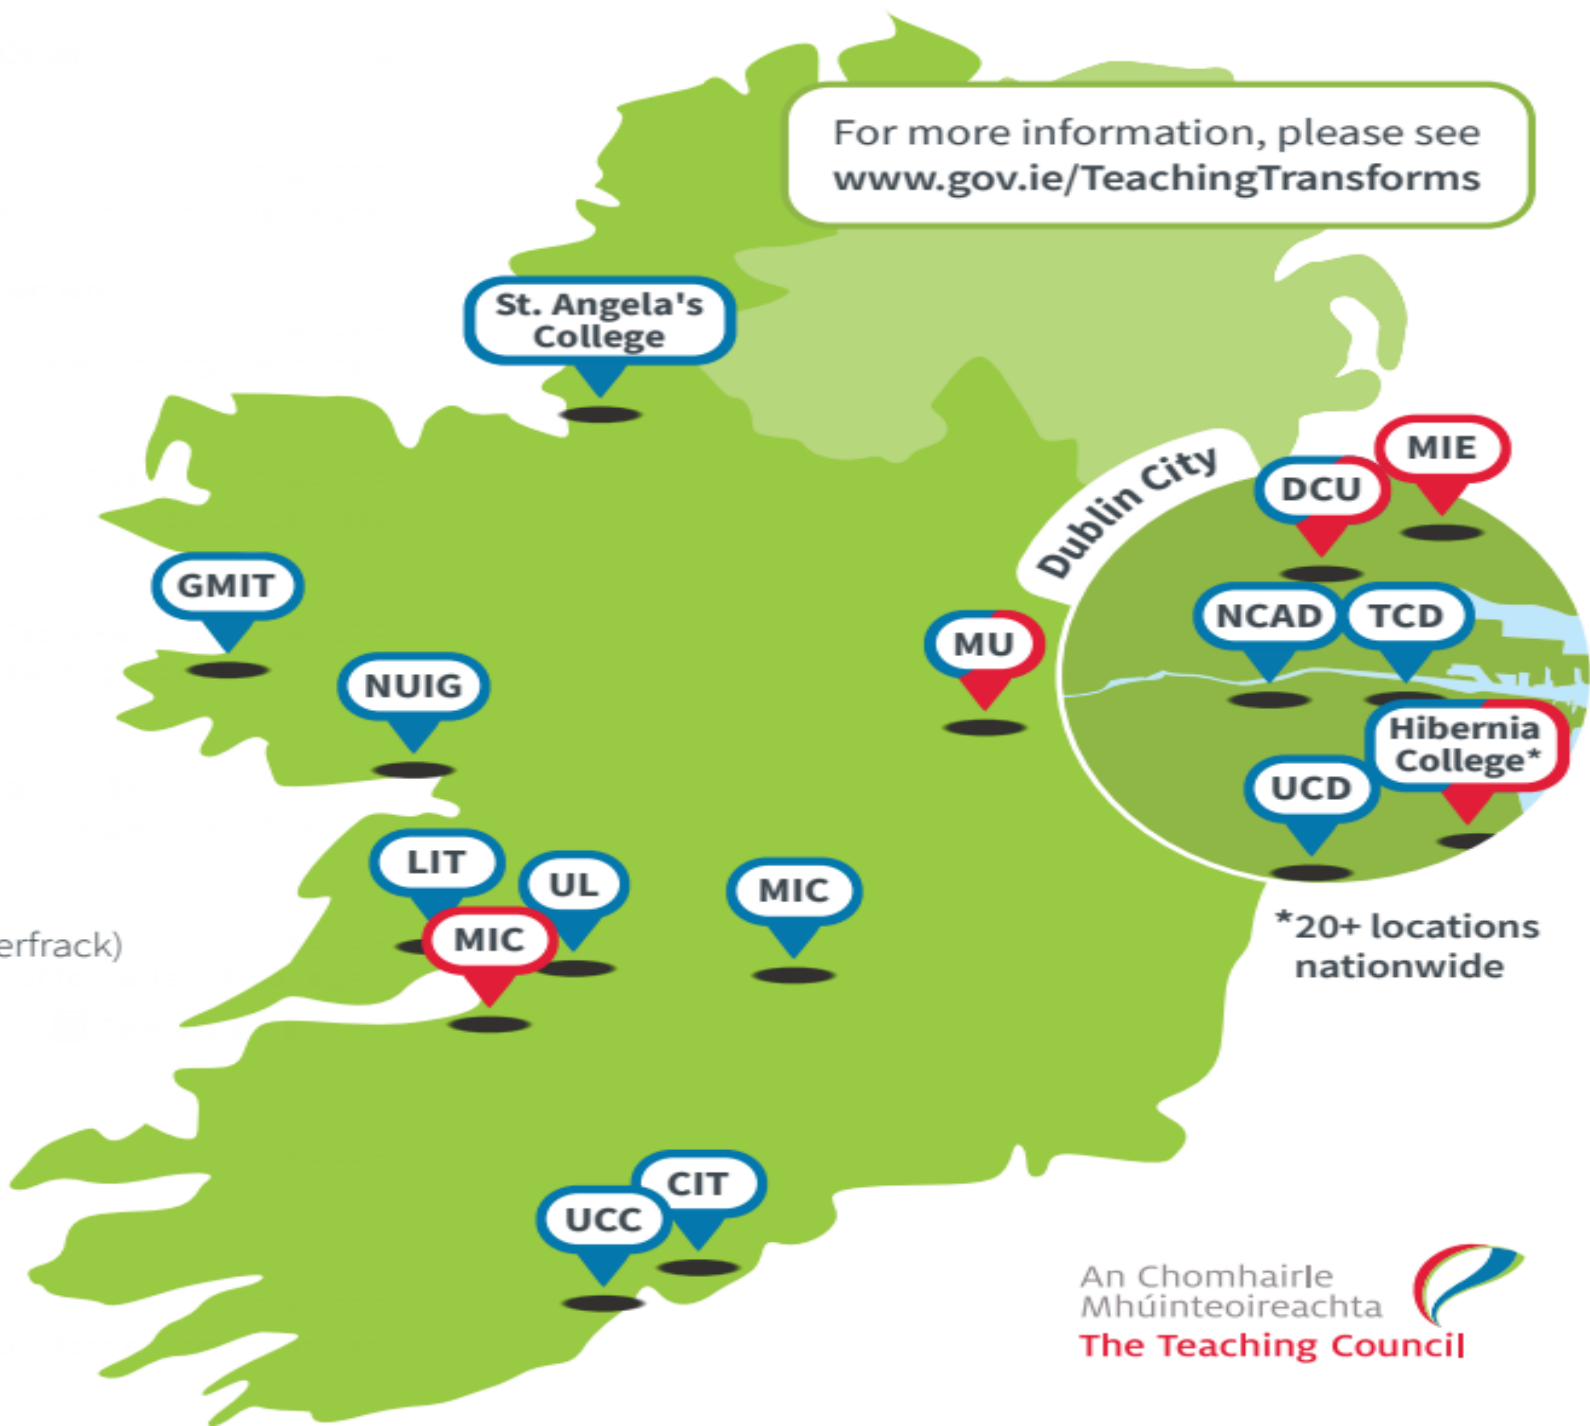 For more information, please see
www.gov.ie/TeachingTransforms
St. Angela's
College
Dublin City
MIE
DCU
GMIT
NCAD
TCD
MU
NUIG
Hibernia
College*
UCD
LIT
UL
MIC
MIC
*20+ locations
nationwide
erfrack)
CIT
UCC
An Chomhairle
Mhúinteoireachta
The Teaching Council